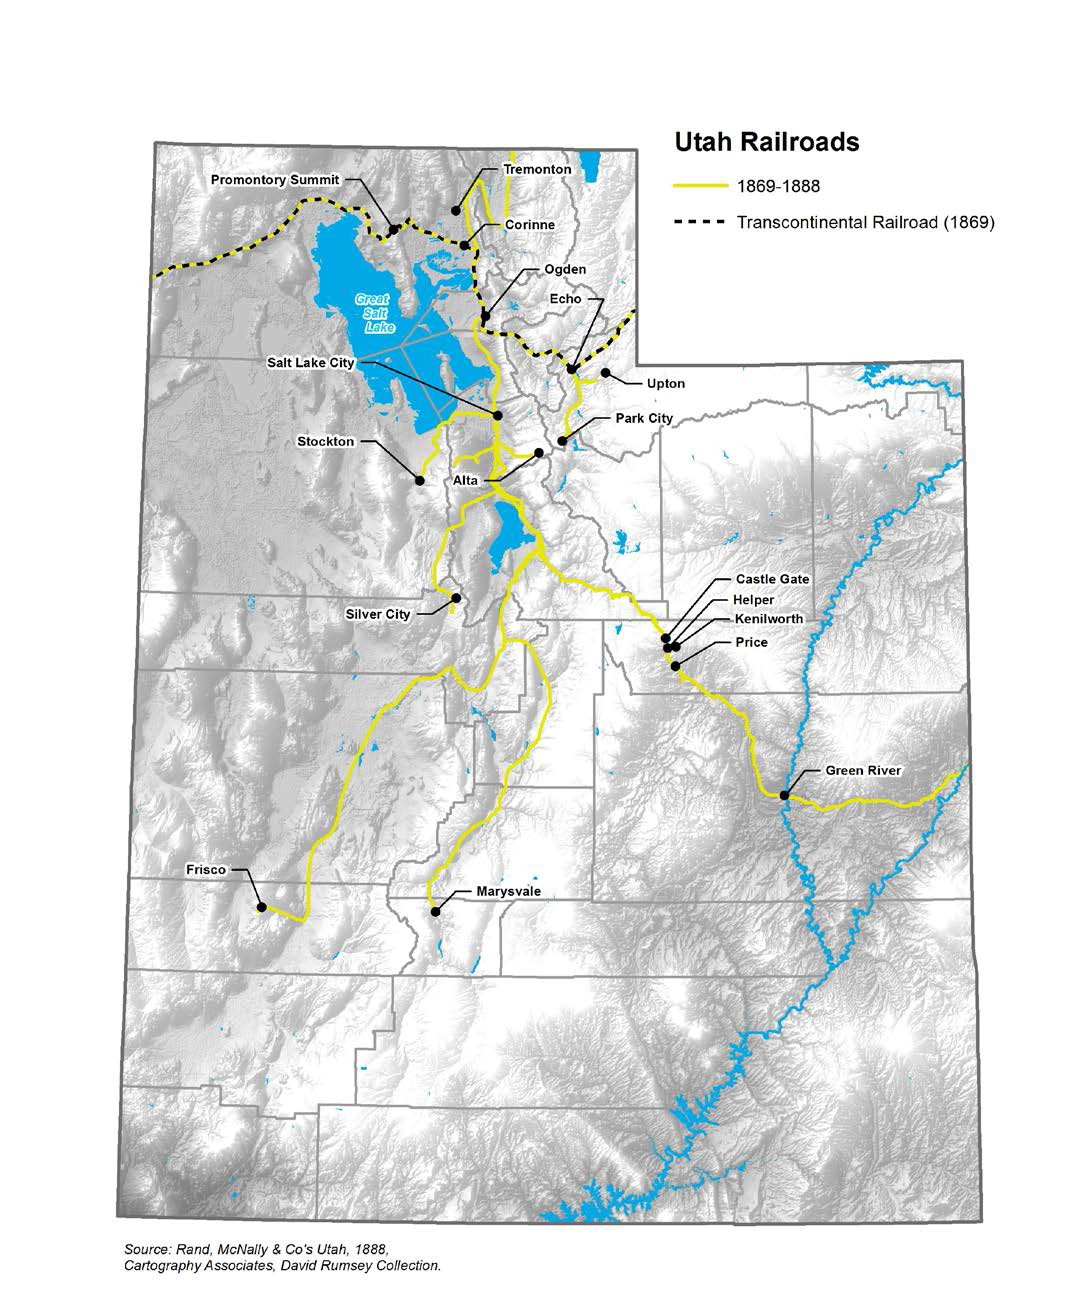 Utah Railroads
1869-1888
Transcontinental Railroad (1869)
Promontory Summit
Tremonton
Corinne
Ogden
Echo
Great
Salt
Lake
Salt Lake City
Upton
Park City
Stockton
Alta
Castle Gate
Helper
Silver City
Kenilworth
Price
Green River
Frisco
Marysvale
Source: Rand, McNally & Co's Utah, 1888,
Cartography Associates, David Rumsey Collection.